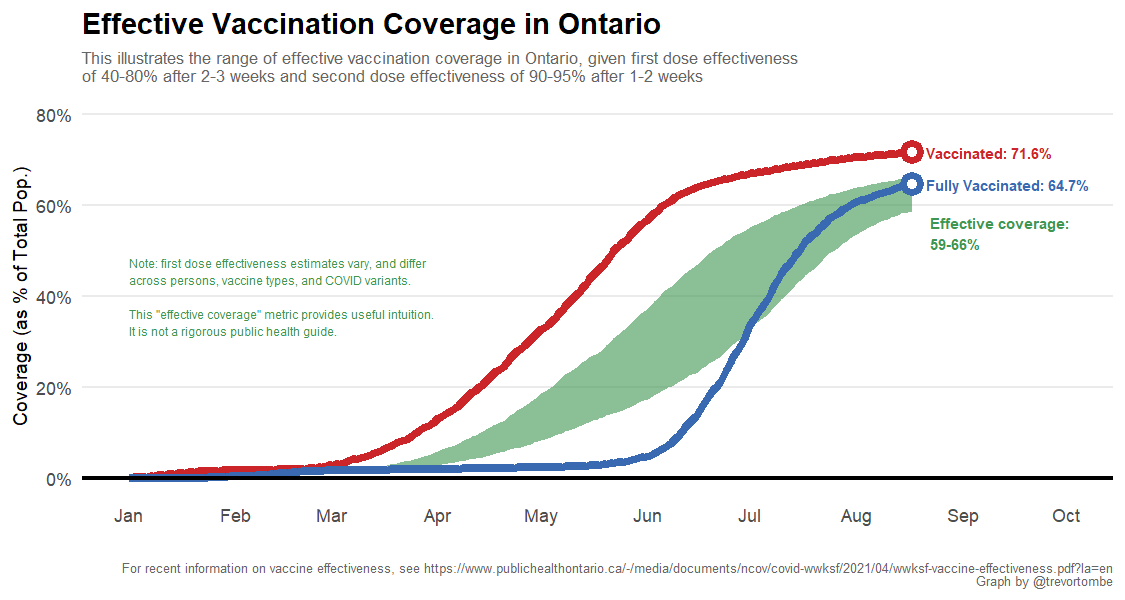 Effective Vaccination Coverage in Ontario
This illustrates the range of effective vaccination coverage in Ontario, given first dose effectiveness
of 40-80% after 2-3 weeks and second dose effectiveness of 90-95% after 1-2 weeks
Coverage (as % of Total Pop.)
80%
60%
40%
20%
0%
Vaccinated: 71.6%
Fully Vaccinated: 64.7%
Effective coverage:
59-66%
Note: first dose effectiveness estimates vary, and differ
across persons, vaccine types, and COVID variants.
This "effective coverage" metric provides useful intuition.
It is not a rigorous public health guide.
Jan Feb Mar Apr May Jun Jul Aug Sep Oct
For recent information on vaccine effectiveness, see https://www.publichealthontario.ca/-/media/documents/ncov/covid-wwksf/2021/04/wwksf-vaccine-effectiveness.pdf?la=en
Graph by @trevortombe